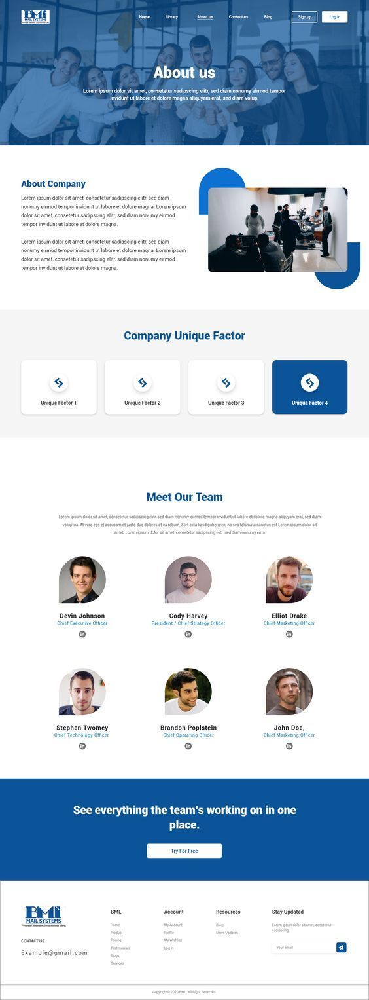 BMI
MAIL SYSTEMS
Personal Attention. Professional Care.
Home Library About us Contact us Blog Sign up Log in
About us
Lorem ipsum dolor sit amet, consetetur sadipscing elitr, sed diam nonumy eirmod tempor
invidunt ut labore et dolore magna aliquyam erat, sed diam volup.
About Company
Lorem ipsum dolor sit amet, consetetur sadipscing elitr, sed diam
nonumy eirmod tempor invidunt ut labore et dolore magna. Lorem ipsum
dolor sit amet, consetetur sadipscing elitr, sed diam nonumy eirmod
tempor invidunt ut labore et dolore magna.
Lorem ipsum dolor sit amet, consetetur sadipscing elitr, sed diam
nonumy eirmod tempor invidunt ut labore et dolore magna. Lorem ipsum
dolor sit amet, consetetur sadipscing elitr, sed diam nonumy eirmod
tempor invidunt ut labore et dolore magna.
Company Unique Factor
Unique Factor 1 Unique Factor 2 Unique Factor 3 Unique Factor 4
Meet Our Team
Lorem ipsum dolor sit amet, consetetur sadipscing elitr, sed diam nonumy eirmod tempor invidunt ut labore et dolore magna aliquyam erat, sed diam
voluptua. At vero eos et accusam et justo duo dolores et ea rebum. Stet clita kasd gubergren, no sea takimata sanctus est Lorem ipsum dolor sit
amet. Lorem ipsum dolor sit amet, consetetur sadipscing elitr, sed diam nonumy eirm
Devin Johnson Cody Harvey Elliot Drake
Chief Executive Officer President / Chief Strategy Officer Chief Marketing Officer
in in in
Stephen Twomey Brandon Poplstein John Doe,
Chief Technology Officer Chief Operating Officer Chief Marketing Officer
in in in
See everything the team's working on in one
place.
Try For Free
BMI
MAIL SYSTEMS
Personal Attention. Professional Care.
CONTACT US
Example@gmail.com
BML
Home
Product
Pricing
Testimonials
Blogs
Services
Account
My Account
Profile
My Wishlist
Log in
Resources
Blogs
News Updates
Stay Updated
Lorem ipsum dolor sit amet, consetetur
sadipscing
Your email
Copyright© 2020 BML. All Right Reserved